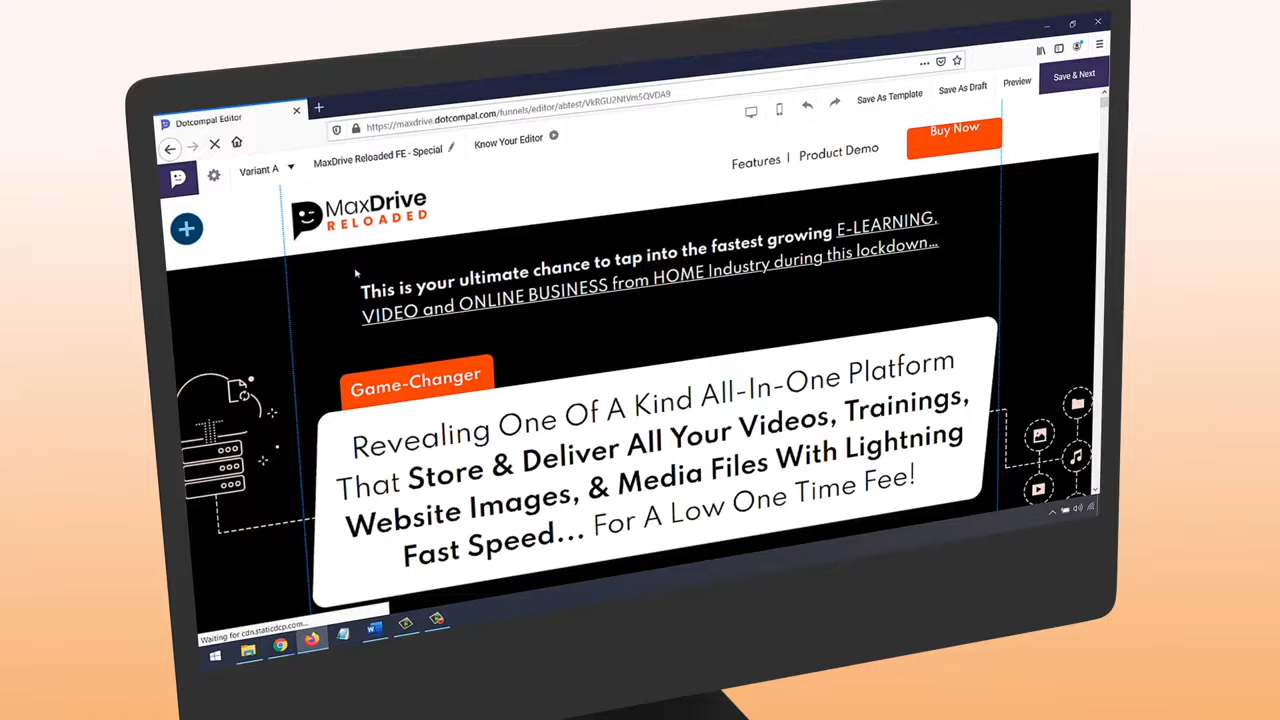 Dotcompal Editor
https://maxdrive.dotcompal.com/funnels/editor/abtest/VkRGU2NtVm5QVDA9
Variant A
MaxDrive Reloaded FE - Special
Know Your Editor
Save As Template
Save As Draft
Preview
Save & Next
MaxDrive
RELOADED
Features |
Product Demo
Buy Now
This is your ultimate chance to tap into the fastest growing E-LEARNING,
VIDEO and ONLINE BUSINESS from HOME Industry during this lockdown...
Game-Changer
Revealing One Of A Kind All-In-One Platform
That Store & Deliver All Your Videos, Trainings,
Website Images, & Media Files With Lightning
Fast Speed... For A Low One Time Fee!
Waiting for cdn.staticdcp.com...